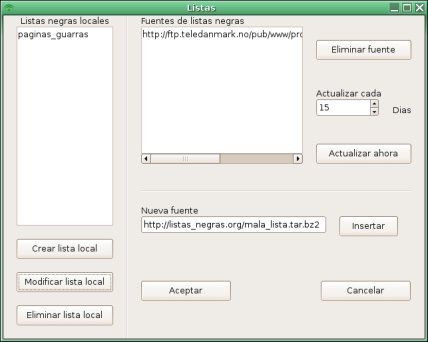 Listas
Listas negras locales
paginas_guarras
Crear lista local
Modificar lista local
Eliminar lista local
Fuentes de listas negras
http://ftp.teledanmark.no/pub/www/pro
Eliminar fuente
Actualizar cada
15
Dias
Actualizar ahora
Nueva fuente
http://listas_negras.org/mala_lista.tar.bz2
Insertar
Aceptar
Cancelar